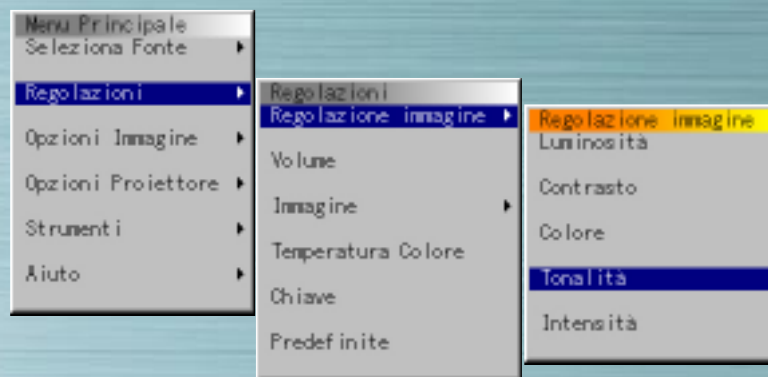 Menu Principale
Seleziona Fonte
Regolazioni
Opzioni Immagine
Opzioni Proiettore
Strumenti
Aiuto
Regolazioni
Regolazione immagine
Volume
Immagine
Temperatura Colore
Chiave
Predefinite
Regolazione immagine
Luminosità
Contrasto
Colore
Tonalità
Intensità